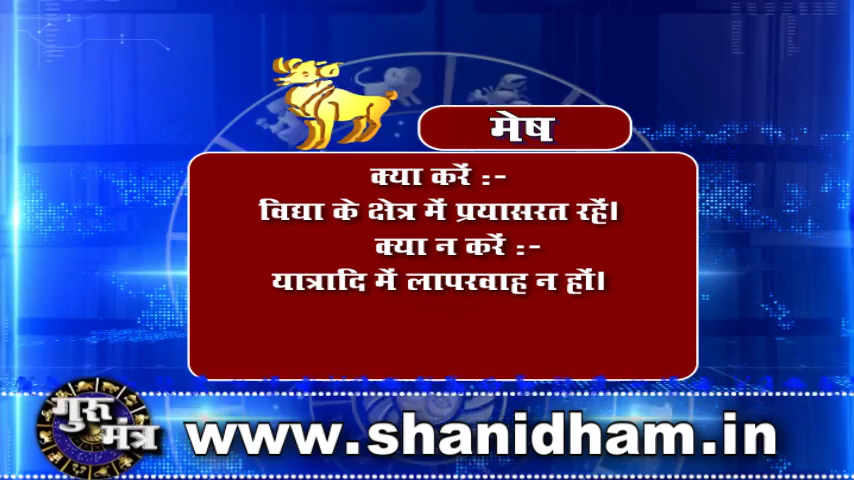 मेष
क्या करें :-
विद्या के क्षेत्र में प्रयासरत रहें।
क्या न करें :-
यात्रादि में लापरवाह न हों।
गुरु
मंत्र
www.shanidham.in